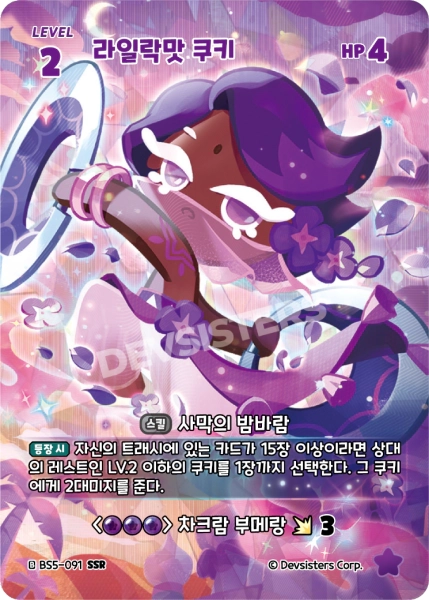 LEVEL
2 라일락맛 쿠키 HP 4
DEVSISTERS
스킬 사막의 밤바람
등장 시 자신의 트래시에 있는 카드가 15장 이상이라면 상대
의 레스트인 LV.2 이하의 쿠키를 1장까지 선택한다. 그 쿠키
에게 2대미지를 준다.
<●●●> 차크람 부메랑 3
B BS5-091 SSR © Devsisters Corp.